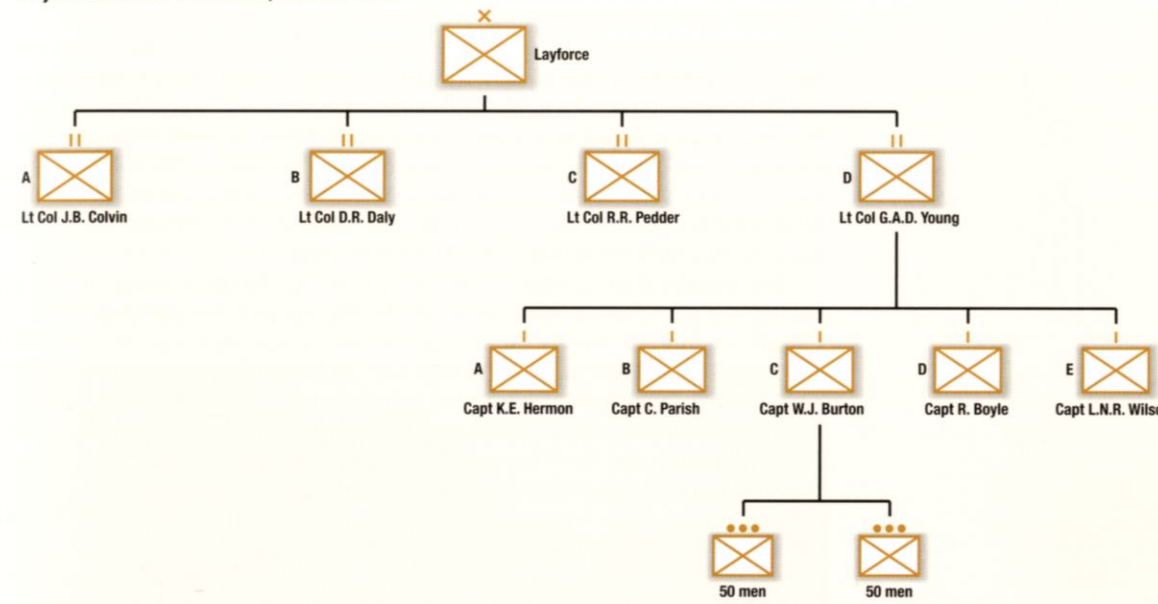 Layforce
A
B
C
D
Lt Col J.B. Colvin
Lt Col D.R. Daly
Lt Col R.R. Pedder
Lt Col G.A.D. Young
A
B
C
D
E
Capt K.E. Hermon
Capt C. Parish
Capt W.J. Burton
Capt R. Boyle
Capt L.N.R.
50 men
50 men